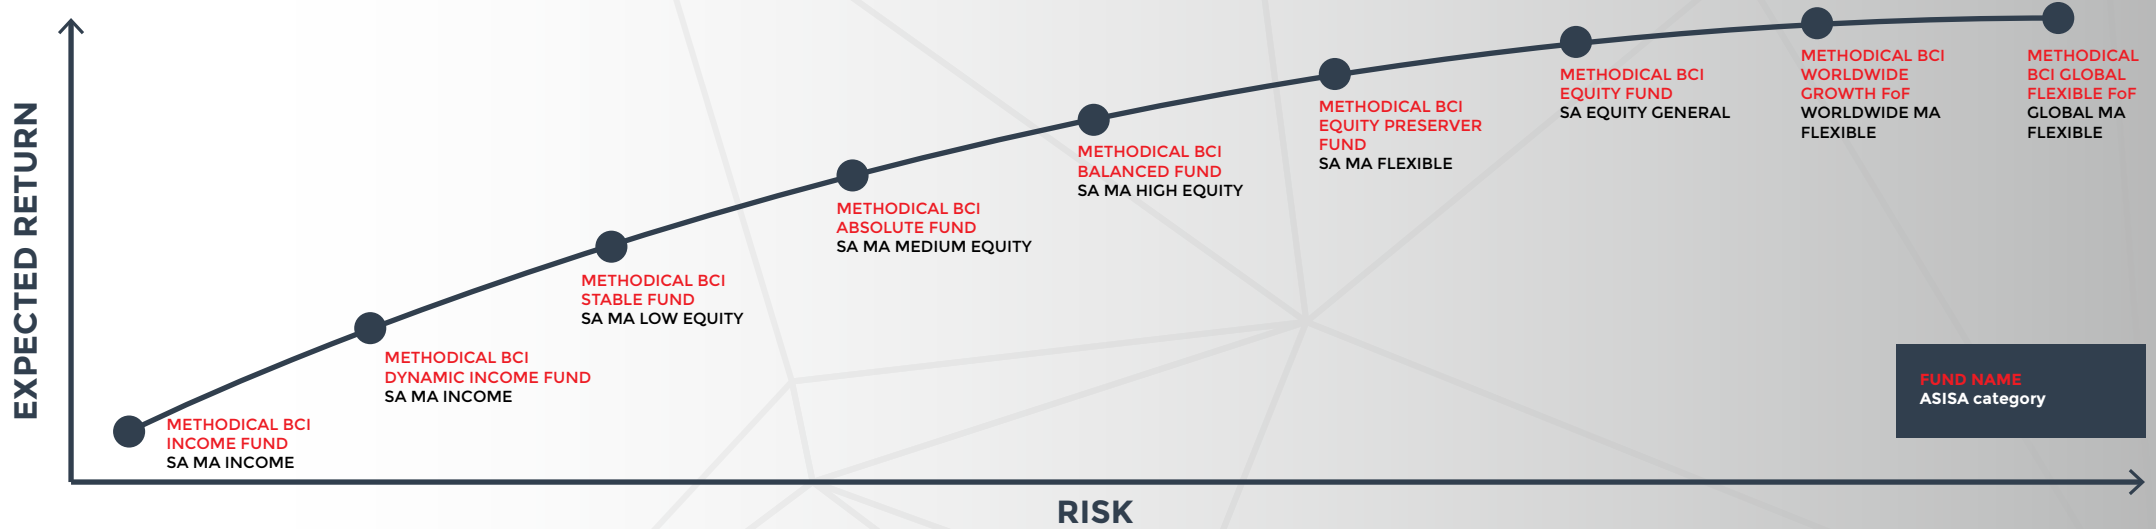 EXPECTED RETURN
METHODICAL BCI
INCOME FUND
SA MA INCOME
METHODICAL BCI
DYNAMIC INCOME FUND
SA MA INCOME
METHODICAL BCI
STABLE FUND
SA MA LOW EQUITY
METHODICAL BCI
ABSOLUTE FUND
SA MA MEDIUM EQUITY
METHODICAL BCI
BALANCED FUND
SA MA HIGH EQUITY
METHODICAL BCI
EQUITY PRESERVER
FUND
SA MA FLEXIBLE
METHODICAL BCI
EQUITY FUND
SA EQUITY GENERAL
METHODICAL BCI
WORLDWIDE
GROWTH FoF
WORLDWIDE MA
FLEXIBLE
METHODICAL
BCI GLOBAL
FLEXIBLE FoF
GLOBAL MA
FLEXIBLE
FUND NAME
ASISA category
RISK